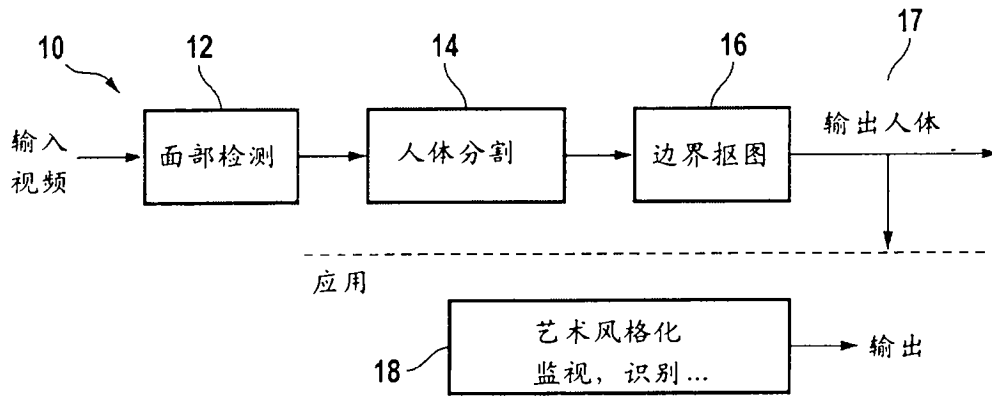 10
12
14
16
17
输入
视频
面部检测
人体分割
边界抠图
输出人体
应用
18
艺术风格化
监视，识别...
输出